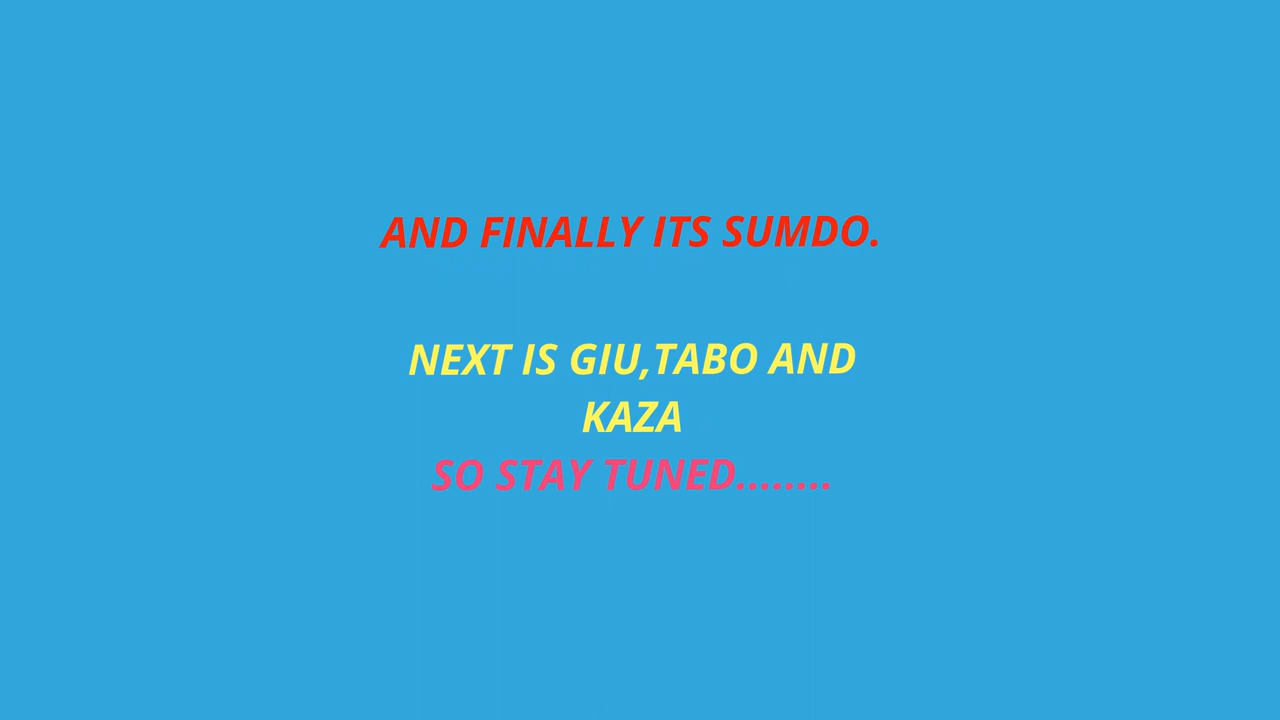 AND FINALLY ITS SUMDO.
NEXT IS GIU,TABO AND
KAZA
SO STAY TUNED........